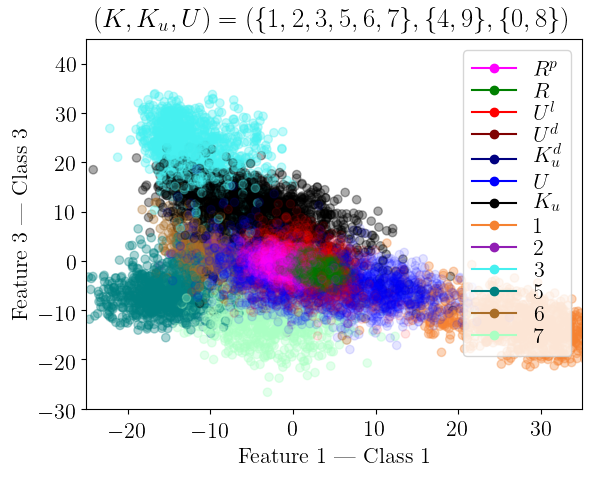 (K, K_u, U) = ({1, 2, 3, 5, 6, 7}, {4, 9}, {0, 8})
Feature 3 — Class 3
40
30
20
10
0
−10
−20
−30
−20
−10
0
10
20
30
Feature 1 — Class 1
R^p
R
U^l
U^d
K_u^d
U
K_u
1
2
3
5
6
7